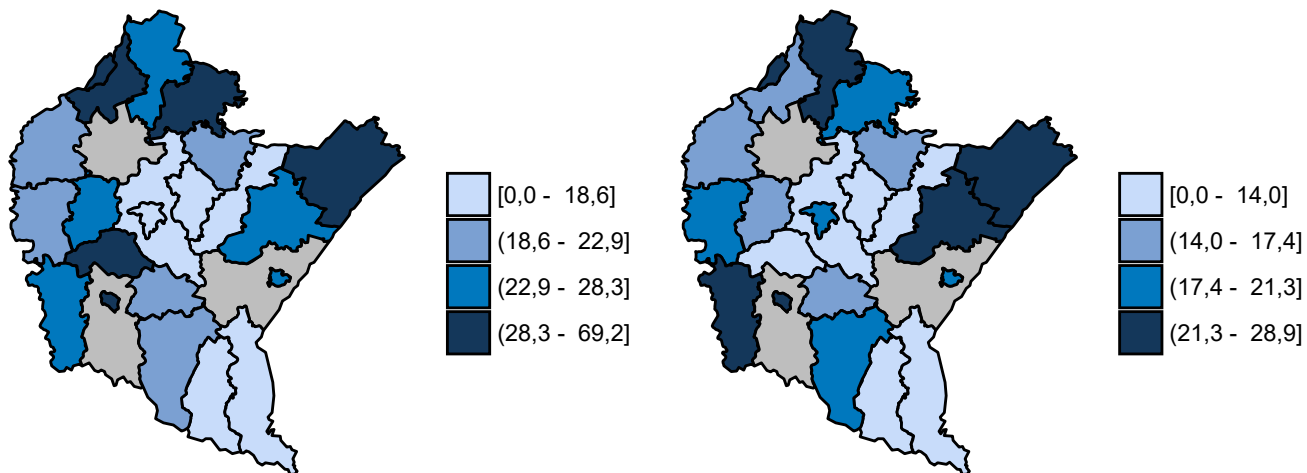 [0,0 - 18,6]
(18,6 - 22,9]
(22,9 - 28,3]
(28,3 - 69,2]
[0,0 - 14,0]
(14,0 - 17,4]
(17,4 - 21,3]
(21,3 - 28,9]